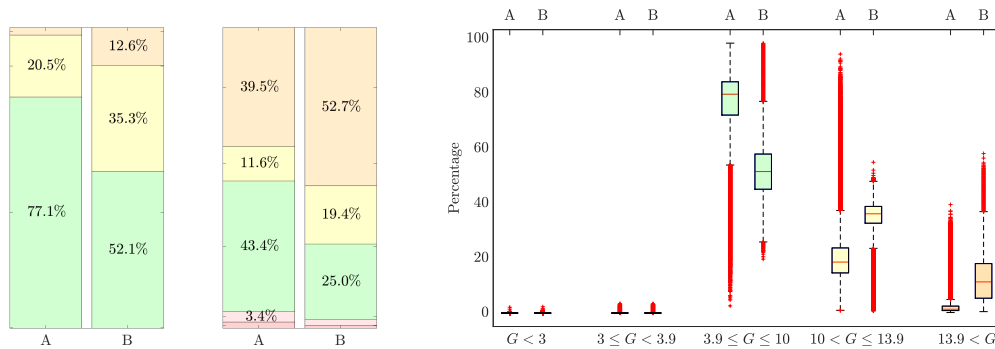 20.5%
77.1%
A
12.6%
35.3%
52.1%
B
39.5%
11.6%
43.4%
3.4%
A
52.7%
19.4%
25.0%
B
A B A B A B A B A B
Percentage
100
80
60
40
20
0
G < 3
3 ≤ G < 3.9
3.9 ≤ G ≤ 10
10 < G ≤ 13.9
13.9 < G